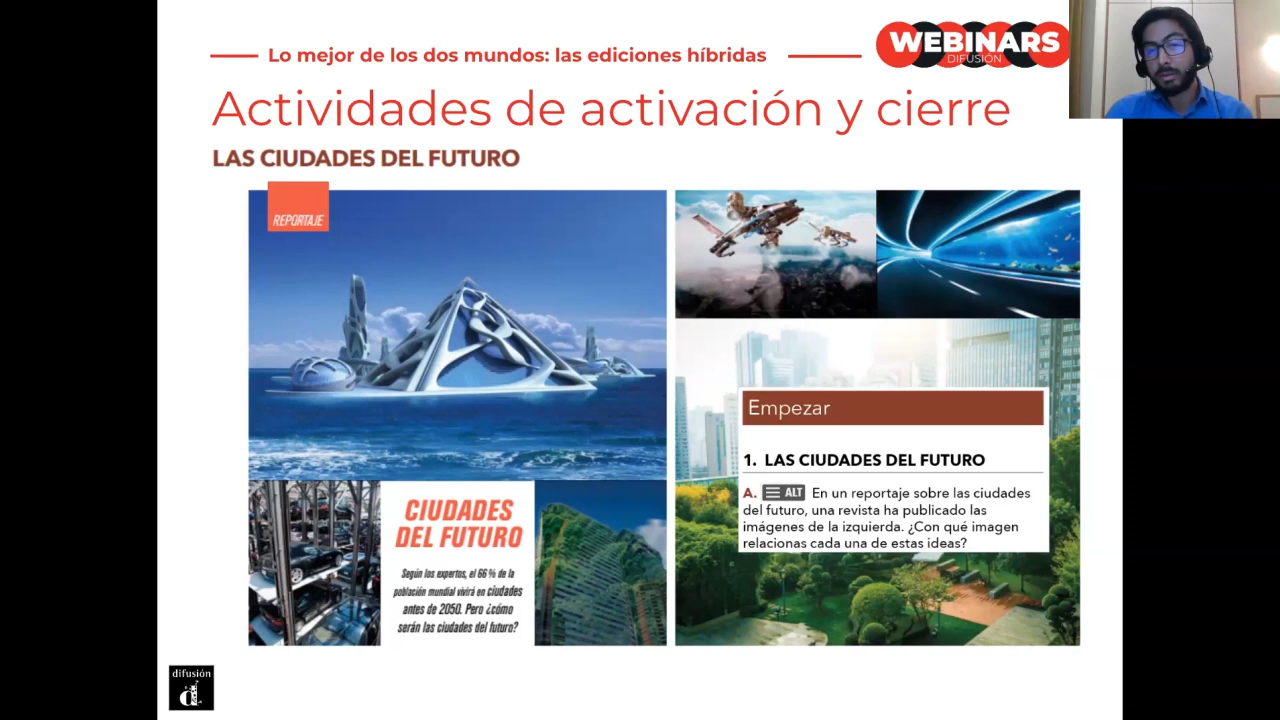 Lo mejor de los dos mundos: las ediciones híbridas
WEBINARS
DIFUSIÓN
Actividades de activación y cierre
LAS CIUDADES DEL FUTURO
REPORTAJE
CIUDADES
DEL FUTURO
Según los expertos, el 66 % de la
población mundial vivirá en ciudades
antes de 2050. Pero ¿cómo
serán las ciudades del futuro?
Empezar
1. LAS CIUDADES DEL FUTURO
A. ALT En un reportaje sobre las ciudades
del futuro, una revista ha publicado las
imágenes de la izquierda. ¿Con qué imagen
relacionas cada una de estas ideas?
difusión